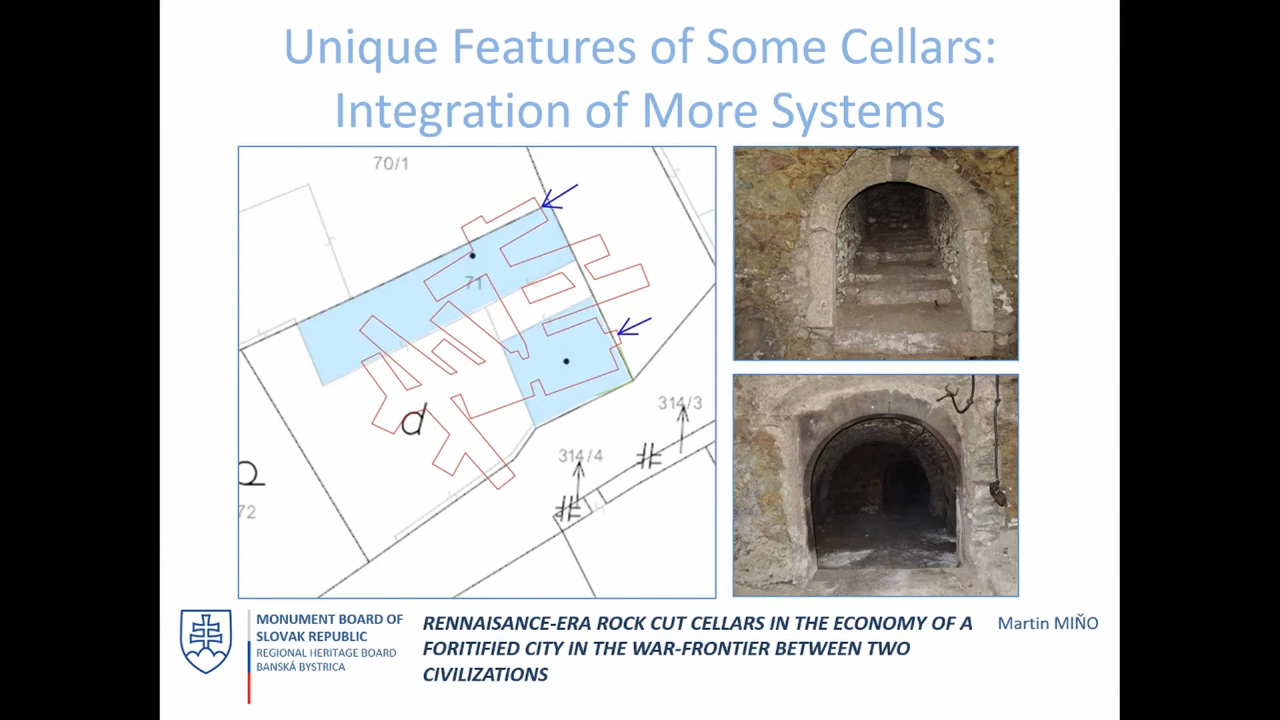 Unique Features of Some Cellars:
Integration of More Systems
70/1
71
d
314/3
314/4
72
MONUMENT BOARD OF
SLOVAK REPUBLIC
REGIONAL HERITAGE BOARD
BANSKÁ BYSTRICA
RENNAISANCE-ERA ROCK CUT CELLARS IN THE ECONOMY OF A
FORITIFIED CITY IN THE WAR-FRONTIER BETWEEN TWO
CIVILIZATIONS
Martin MIŇO